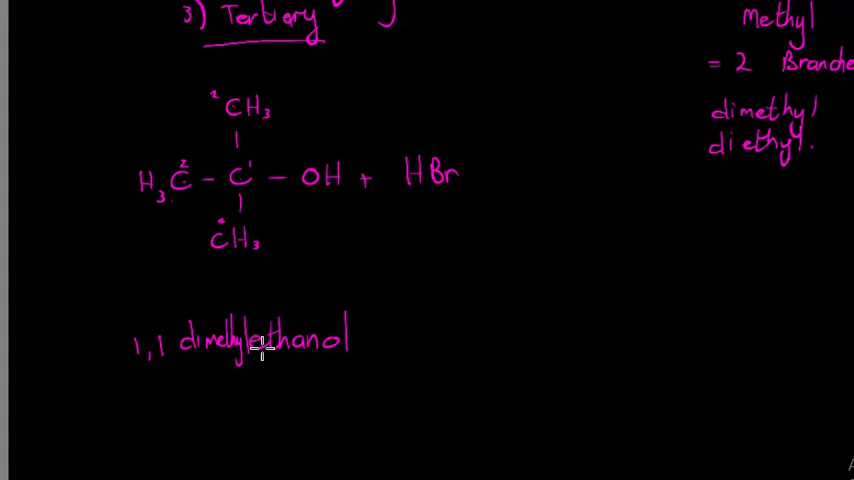 3) Tertiary
Methyl
= 2 Branche
dimethyl
diethyl.
2CH3
H3C2 - C1 - OH + HBr
CH3
1,1 dimethylethanol